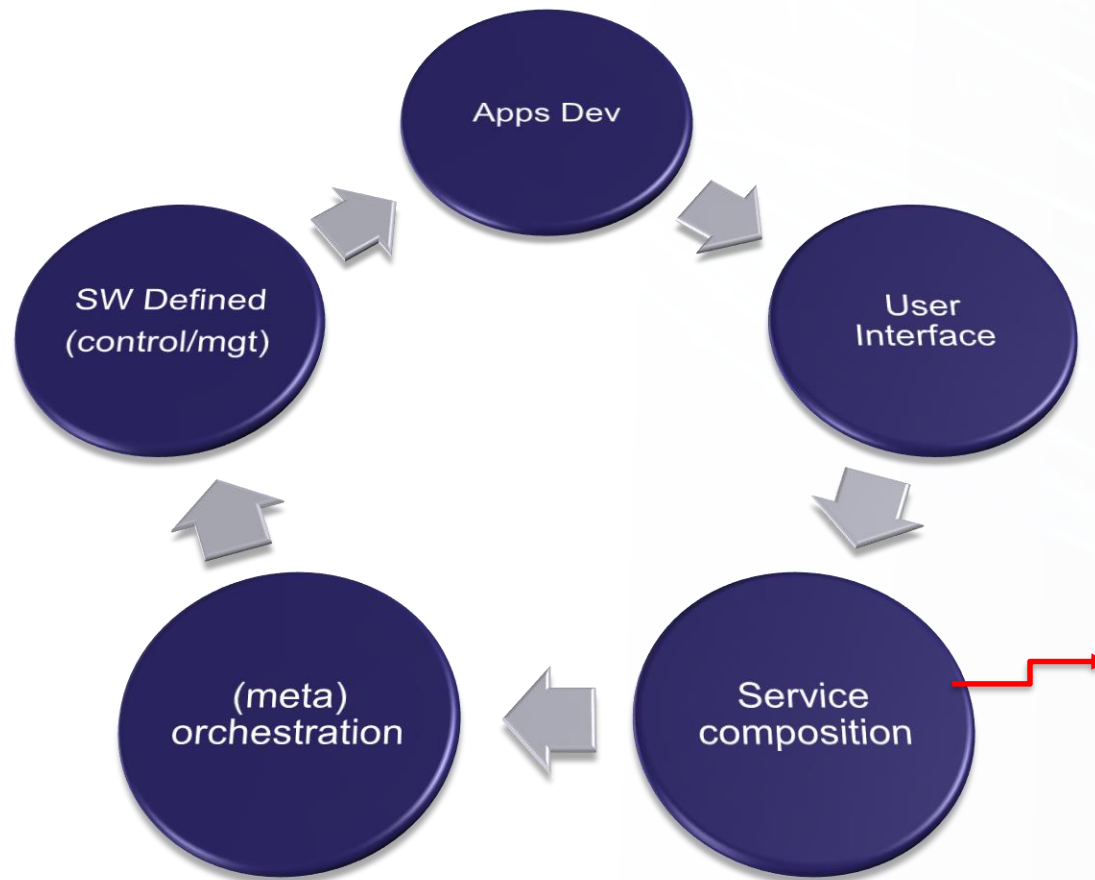 Apps Dev
User
Interface
Service
composition
(meta)
orchestration
SW Defined
(control/mgt)